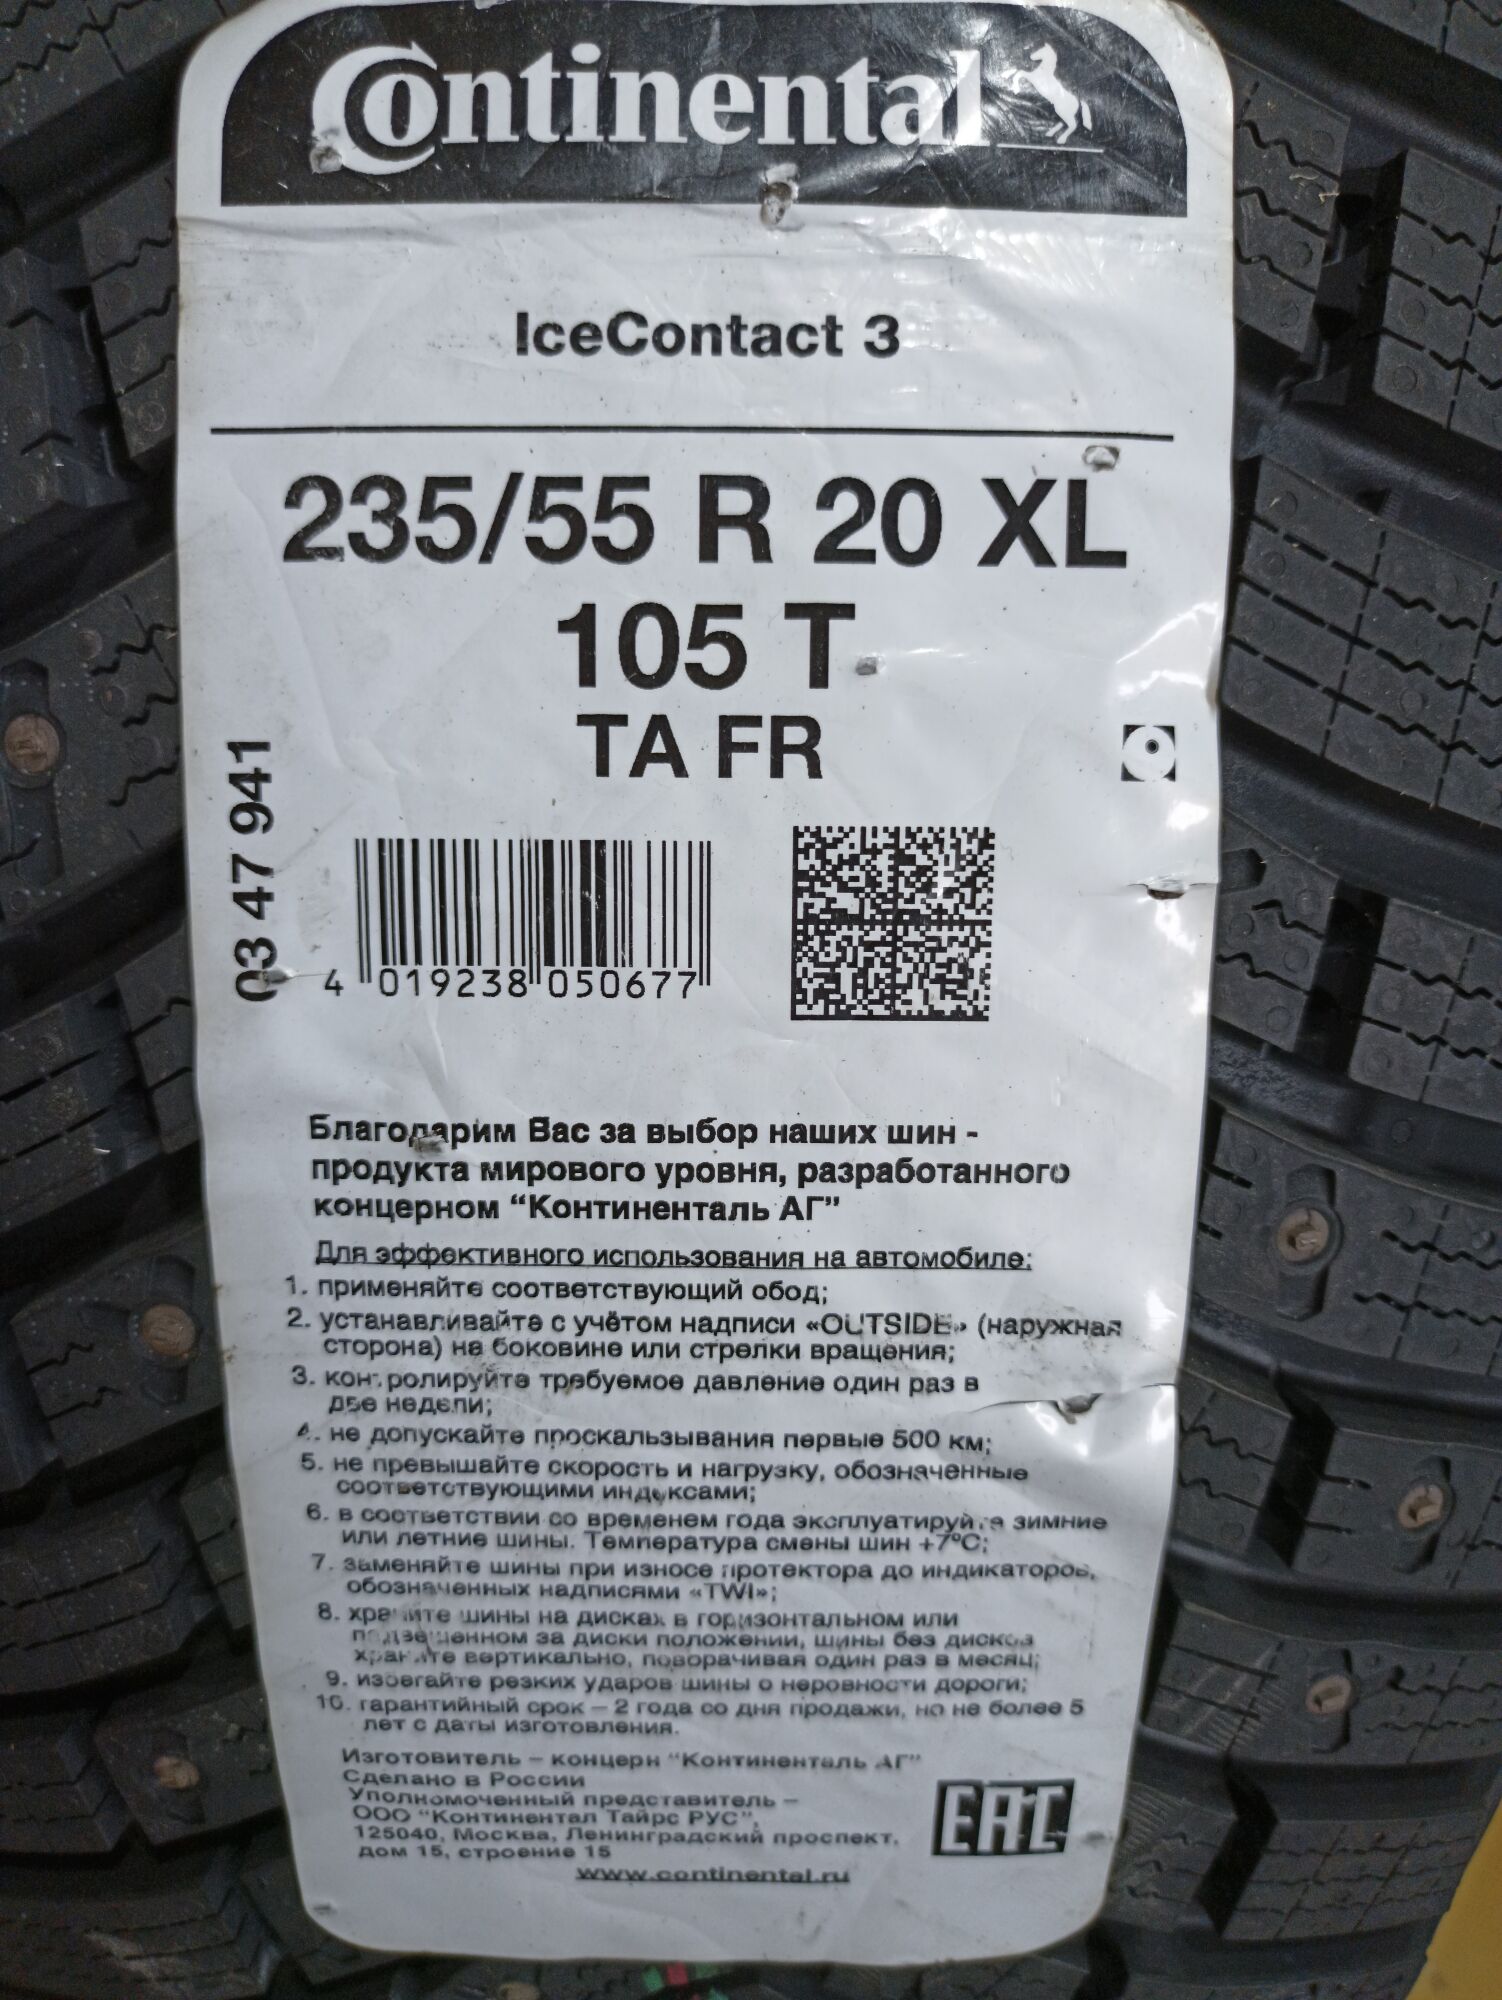 Continental
IceContact 3
235/55 R 20 XL
105 T
TA FR
03 47 941
4 019238 050677
Благодарим Вас за выбор наших шин -
продукта мирового уровня, разработанного
концерном “Континенталь АГ”
Для эффективного использования на автомобиле:
1. применяйте соответствующий обод;
2. устанавливайте с учётом надписи «OUTSIDE» (наружная
сторона) на боковине или стрелки вращения;
3. контролируйте требуемое давление один раз в
две недели;
4. не допускайте проскальзывания первые 500 км;
5. не превышайте скорость и нагрузку, обозначенные
соответствующими индексами;
6. в соответствии со временем года эксплуатируйте зимние
или летние шины. Температура смены шин +7°C;
7. заменяйте шины при износе протектора до индикаторов,
обозначенных надписями «TWI»;
8. храните шины на дисках в горизонтальном или
подвешенном за диски положении, шины без дисков
храните вертикально, поворачивая один раз в месяц;
9. избегайте резких ударов шины о неровности дороги;
10. гарантийный срок – 2 года со дня продажи, но не более 5
лет с даты изготовления.
Изготовитель – концерн “Континенталь АГ”
Сделано в России
Уполномоченный представитель –
ООО “Континентал Тайрс РУС”,
125040, Москва, Ленинградский проспект,
дом 15, строение 15
www.continental.ru
EAC